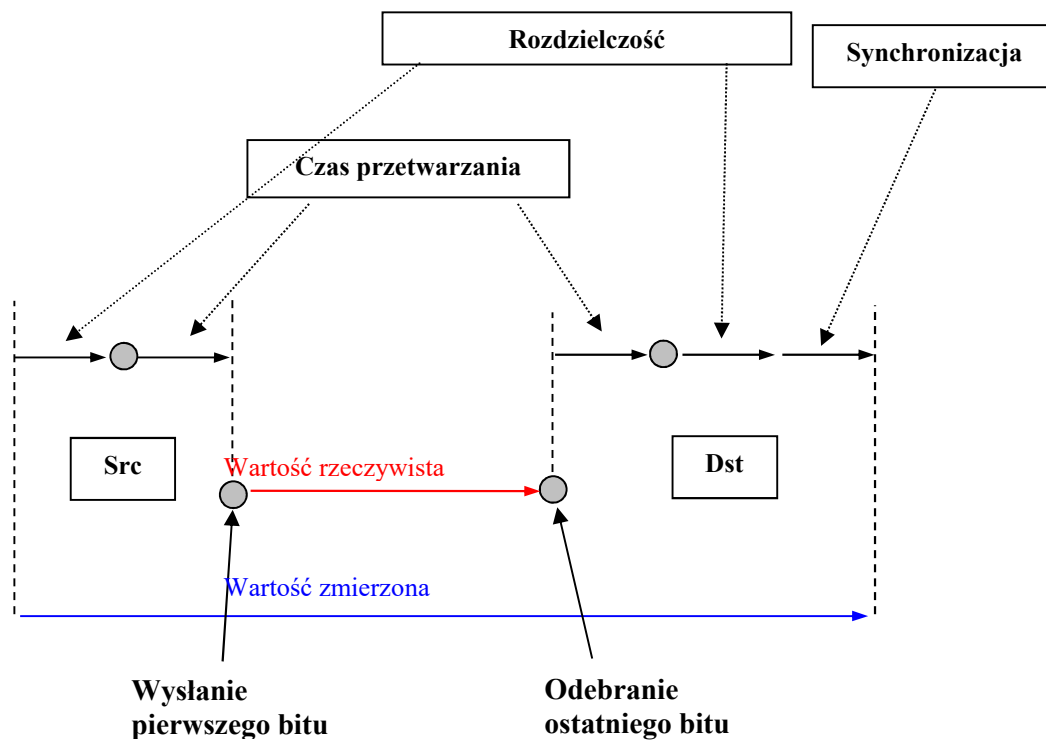 Rozdzielczość
Synchronizacja
Czas przetwarzania
Src
Wartość rzeczywista
Dst
Wartość zmierzona
Wysłanie
pierwszego bitu
Odebranie
ostatniego bitu